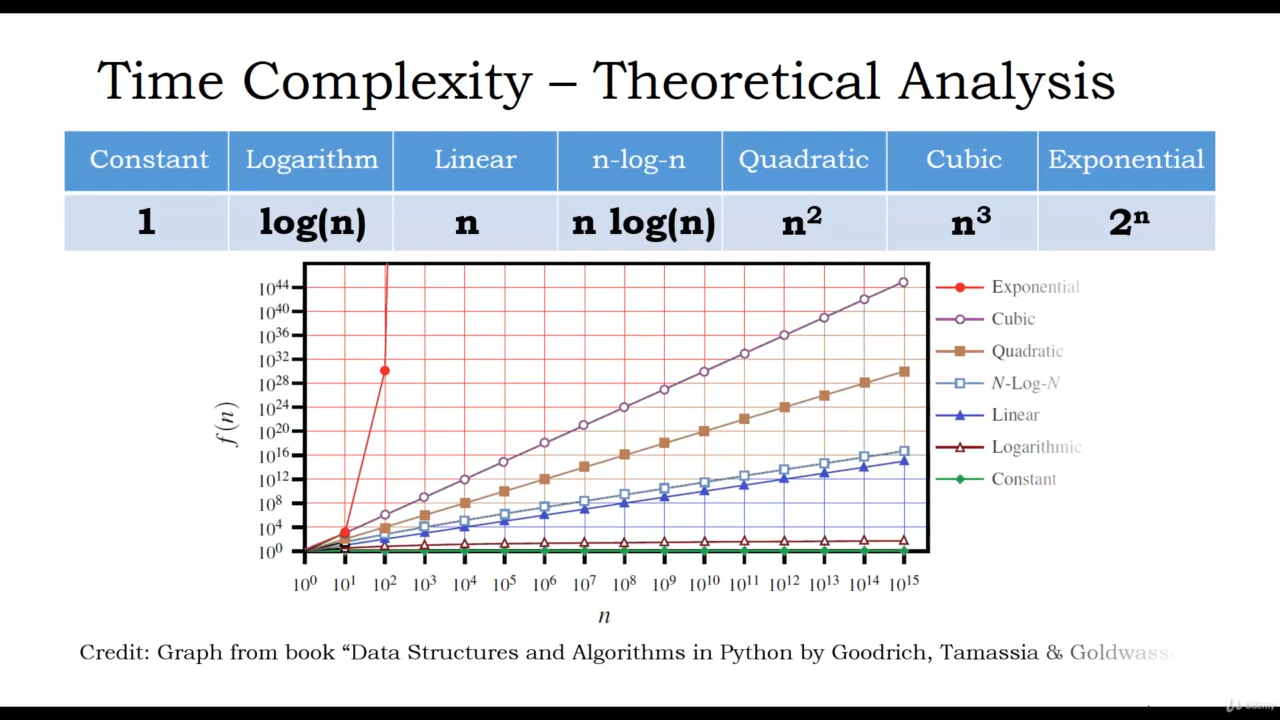 Time Complexity – Theoretical Analysis
Constant Logarithm Linear n-log-n Quadratic Cubic Exponential
1 log(n) n n log(n) n² n³ 2ⁿ
10⁴⁴
10⁴⁰
10³⁶
10³²
10²⁸
10²⁴
10²⁰
10¹⁶
10¹²
10⁸
10⁴
10⁰
f(n)
10⁰ 10¹ 10² 10³ 10⁴ 10⁵ 10⁶ 10⁷ 10⁸ 10⁹ 10¹⁰ 10¹¹ 10¹² 10¹³ 10¹⁴ 10¹⁵
n
Exponential
Cubic
Quadratic
N-Log-N
Linear
Logarithmic
Constant
Credit: Graph from book “Data Structures and Algorithms in Python by Goodrich, Tamassia &
Udemy